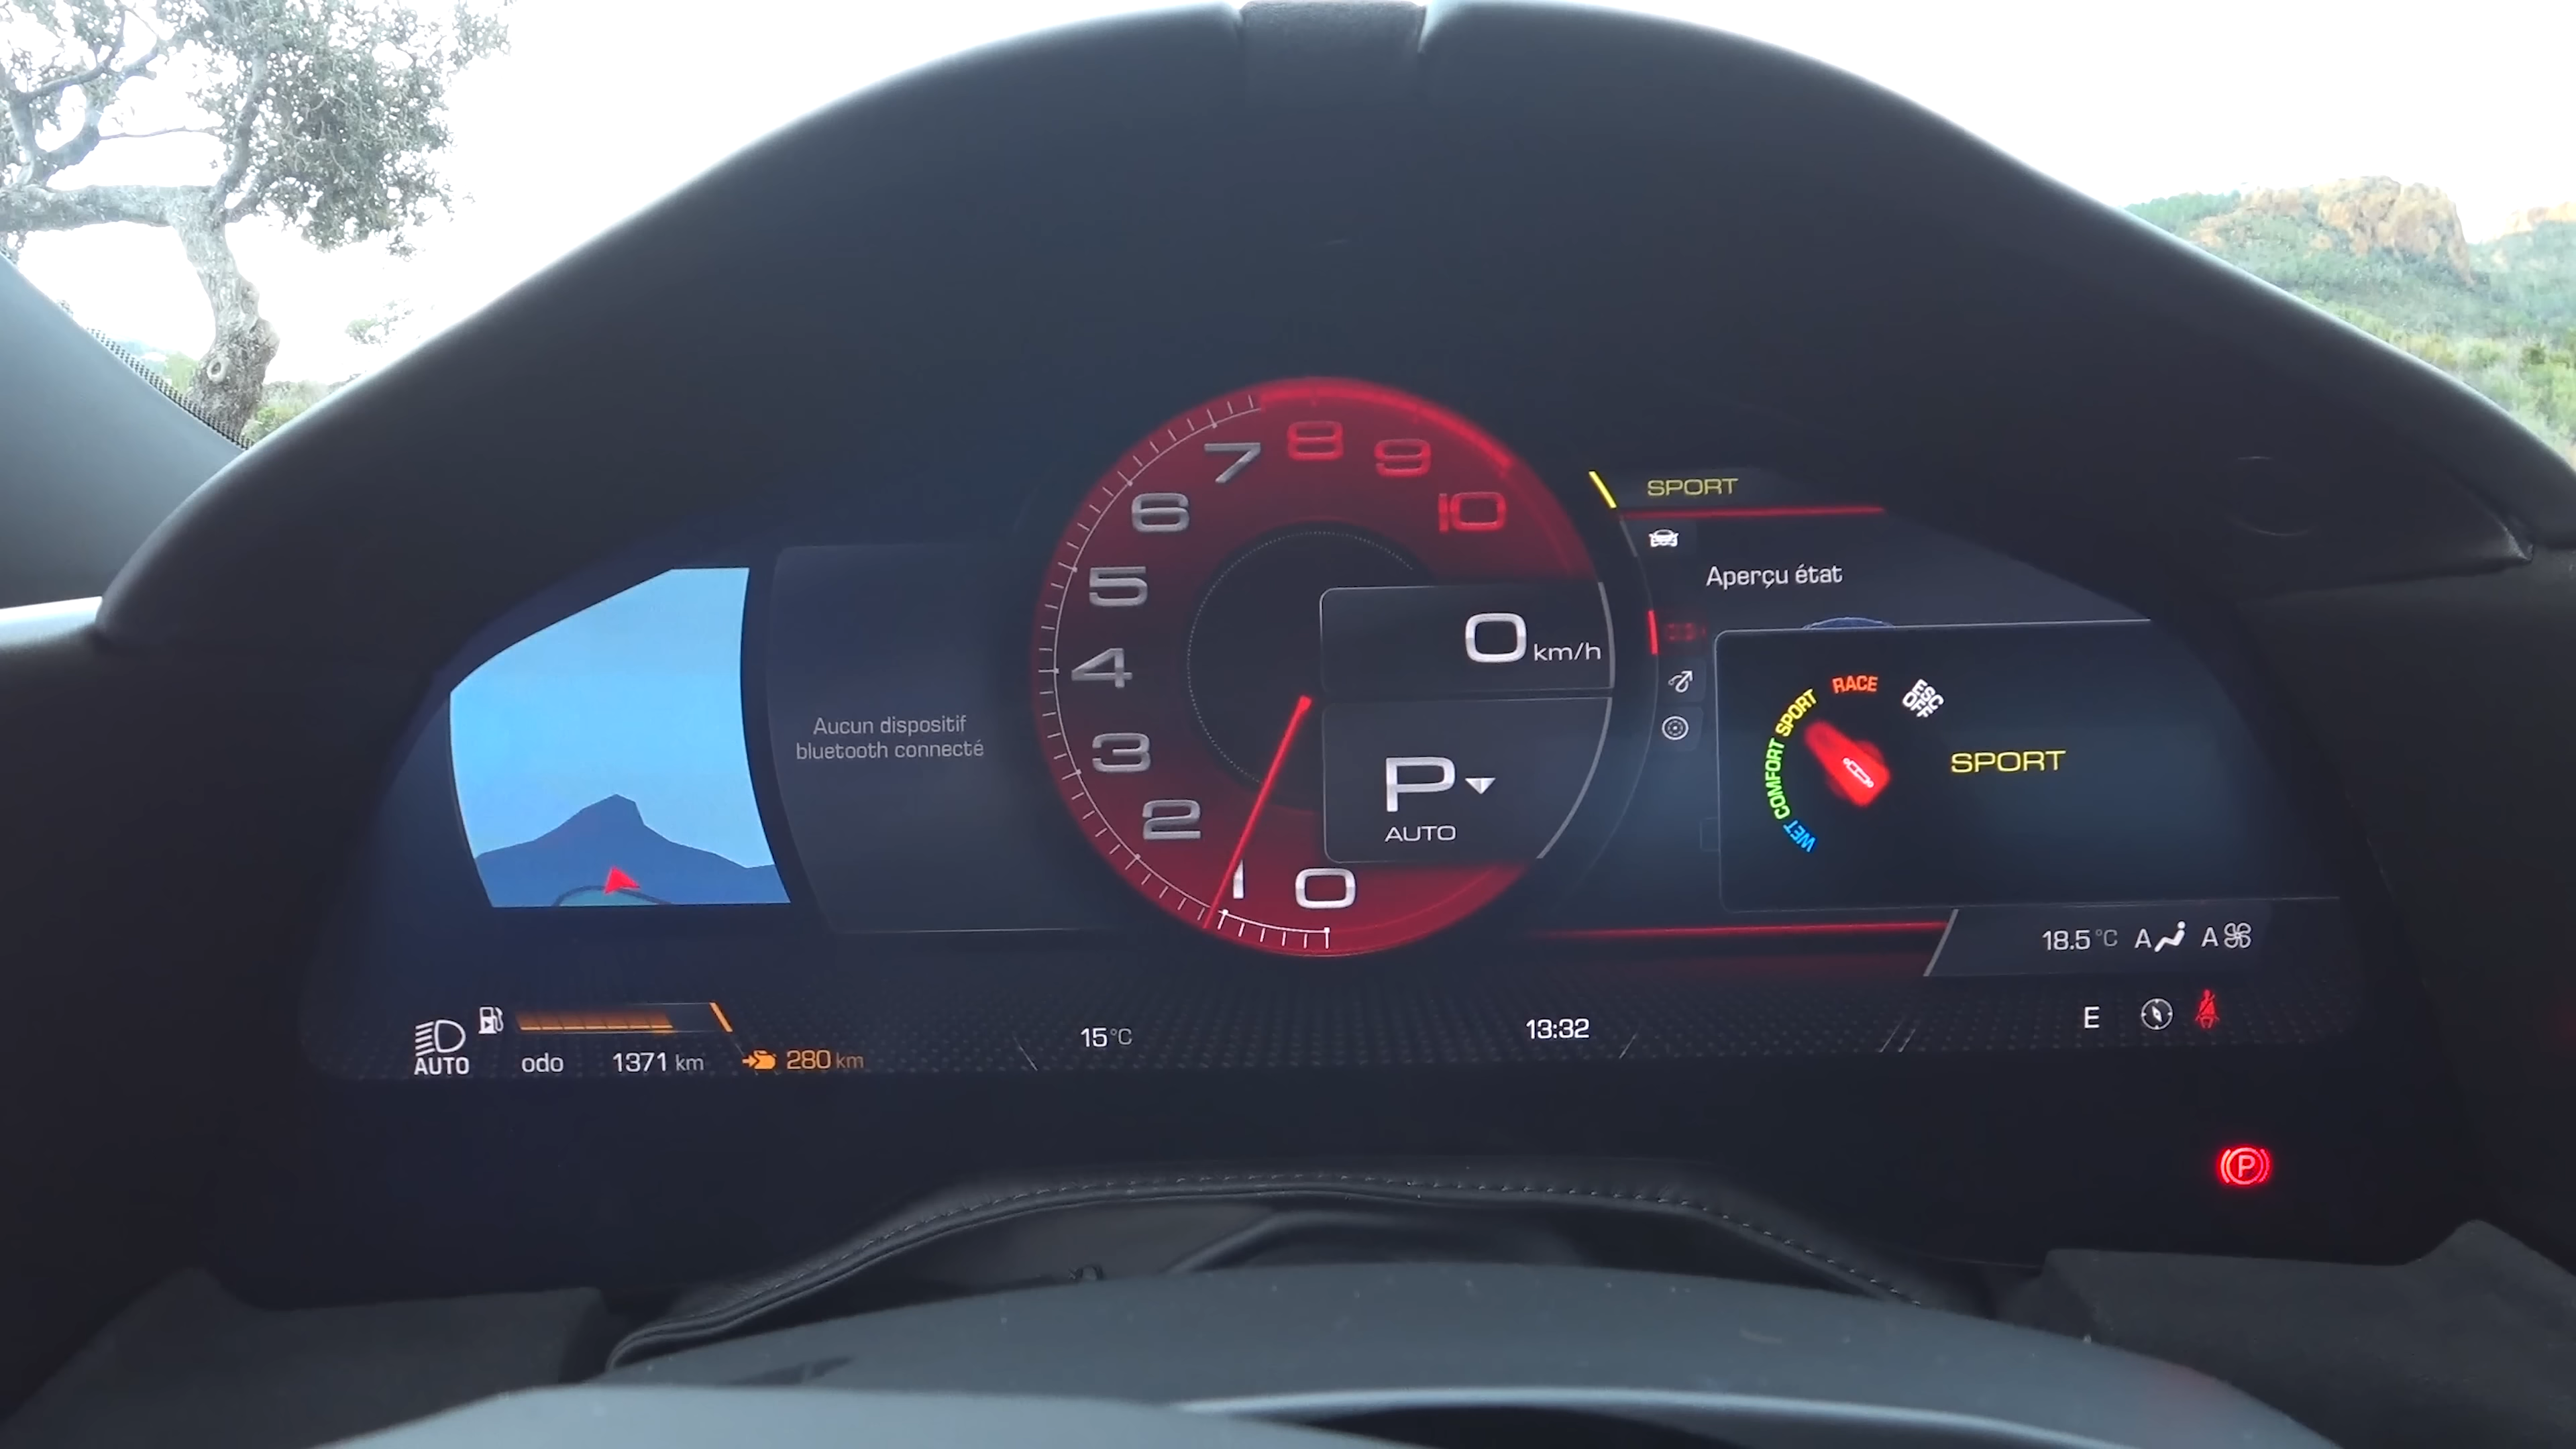 SPORT
Aperçu état
Aucun dispositif
bluetooth connecté
0
1
2
3
4
5
6
7
8
9
10
0 km/h
P
AUTO
WET
COMFORT
SPORT
RACE
ESC
OFF
SPORT
18.5 °C A A
AUTO
odo 1371 km 280 km
15 °C
13:32
E
P